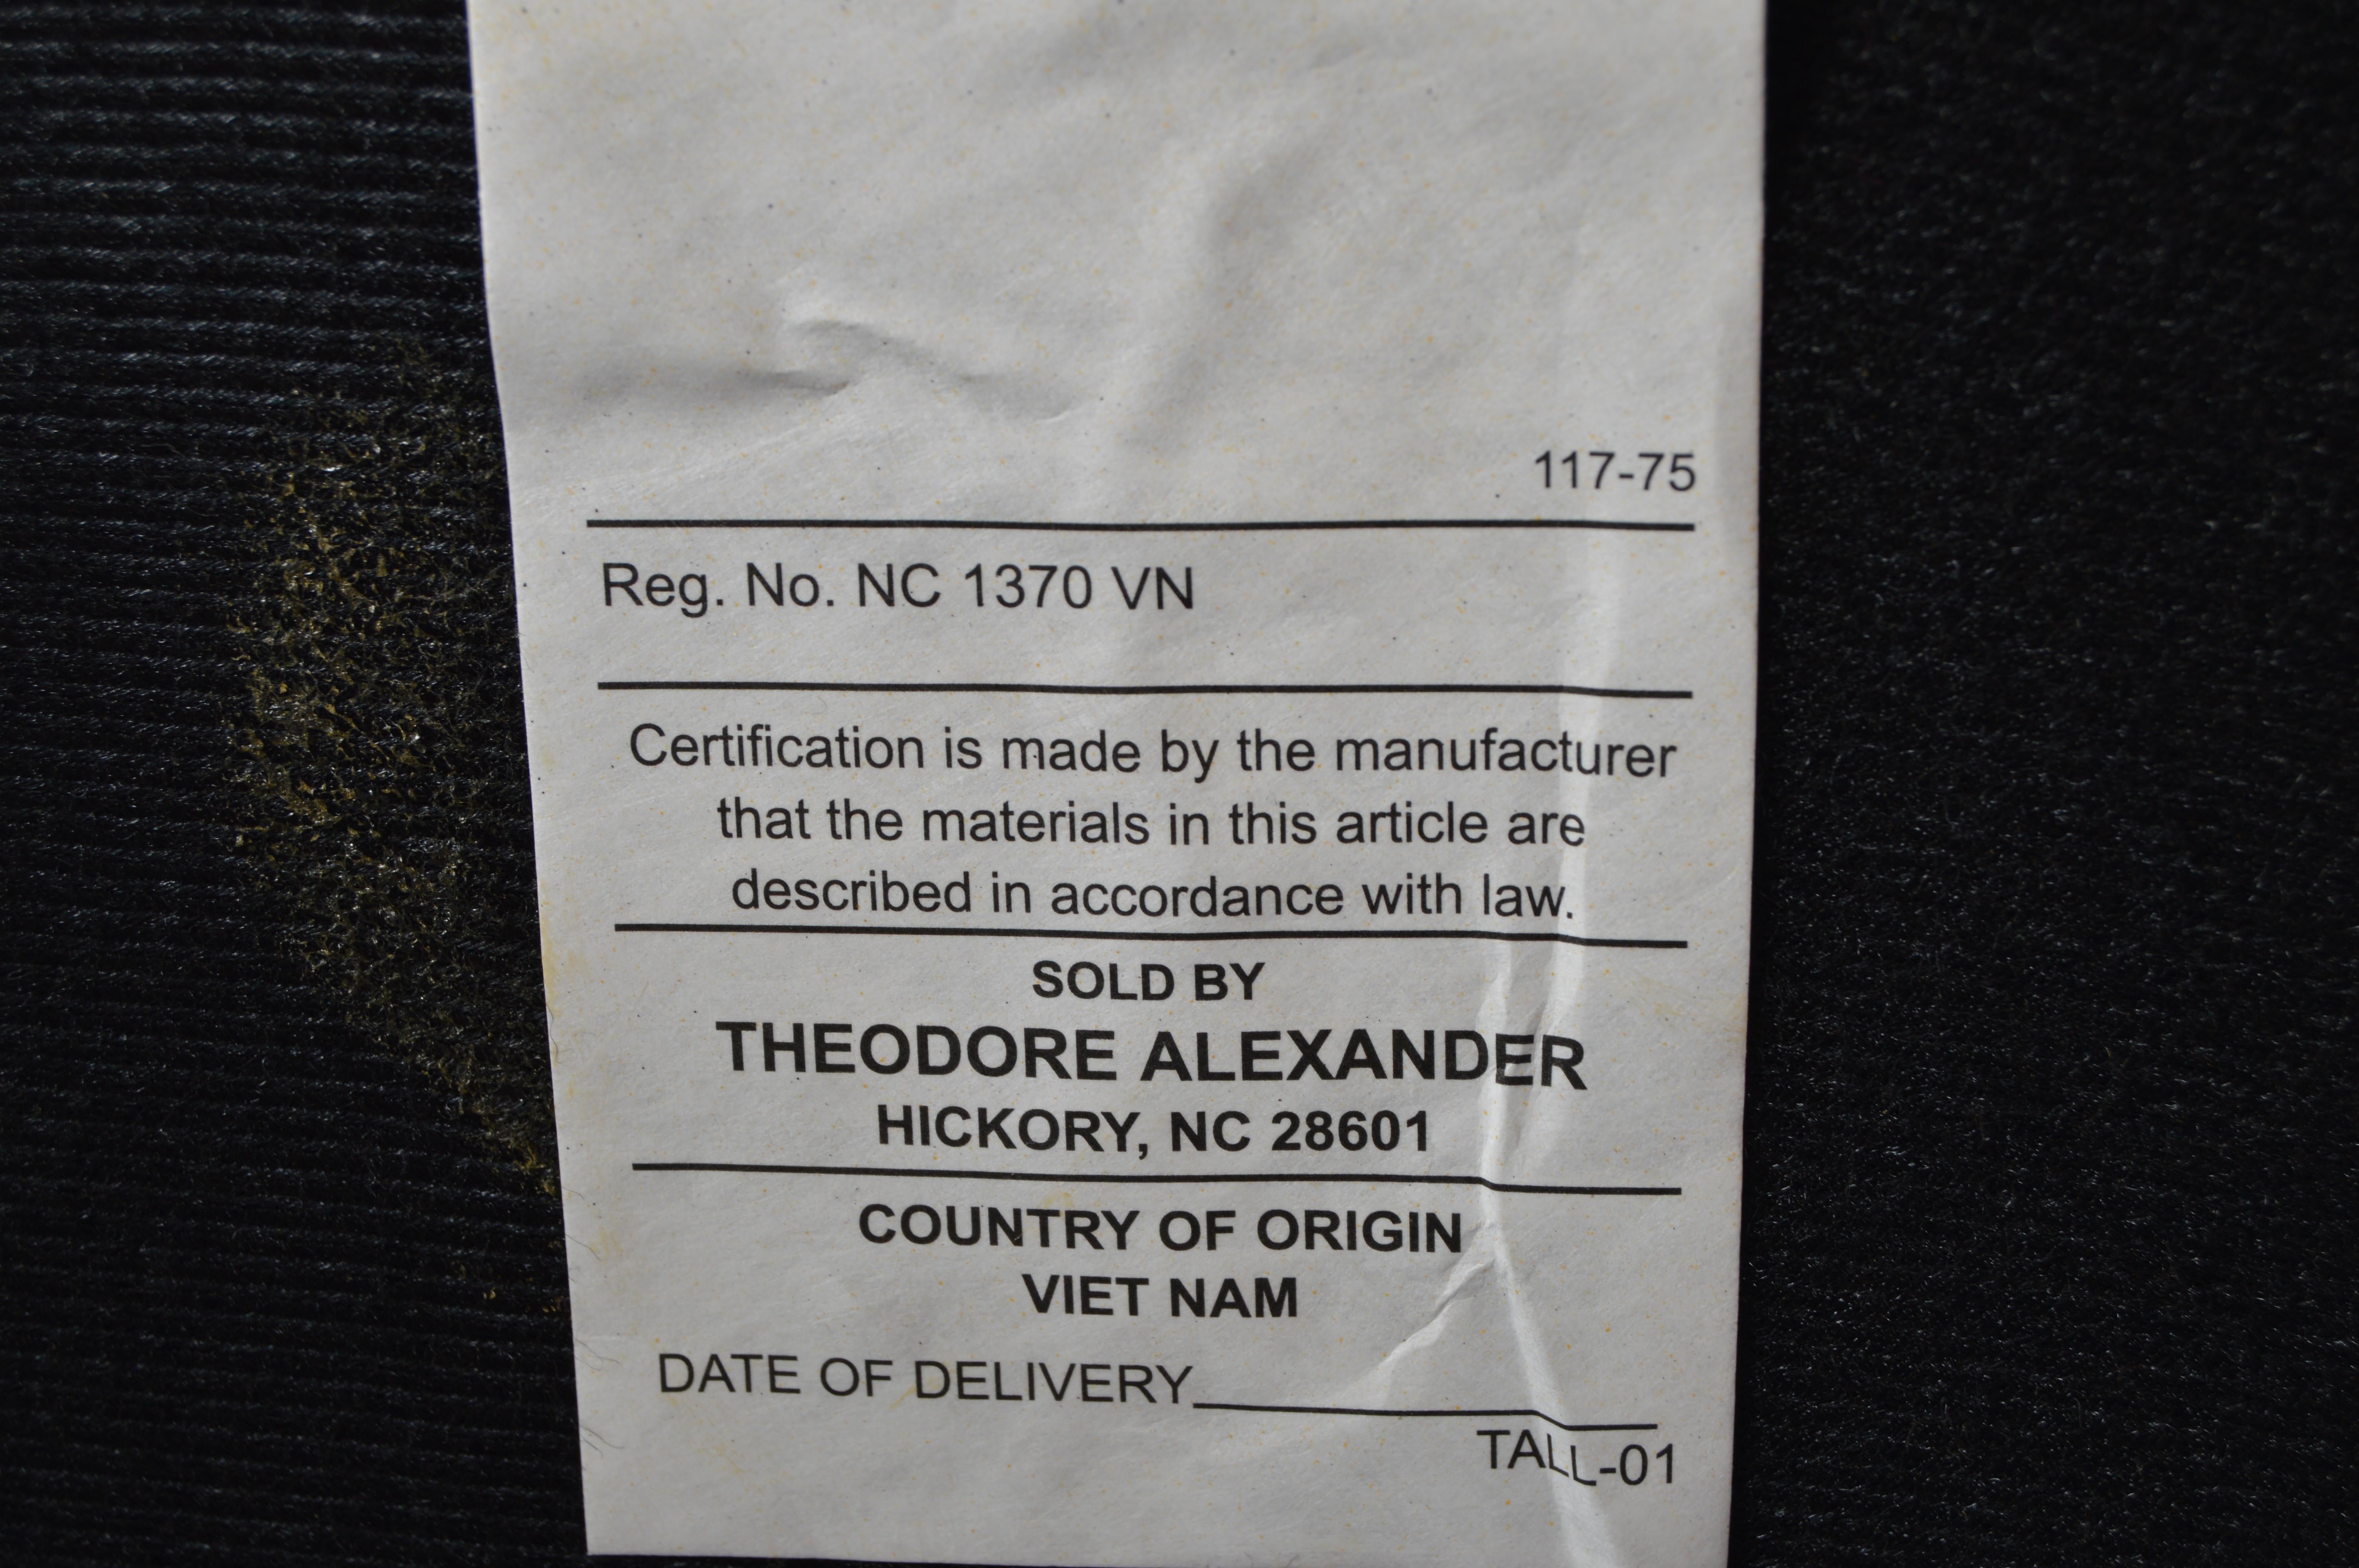 117-75
Reg. No. NC 1370 VN
Certification is made by the manufacturer
that the materials in this article are
described in accordance with law.
SOLD BY
THEODORE ALEXANDER
HICKORY, NC 28601
COUNTRY OF ORIGIN
VIET NAM
DATE OF DELIVERY
TALL-01